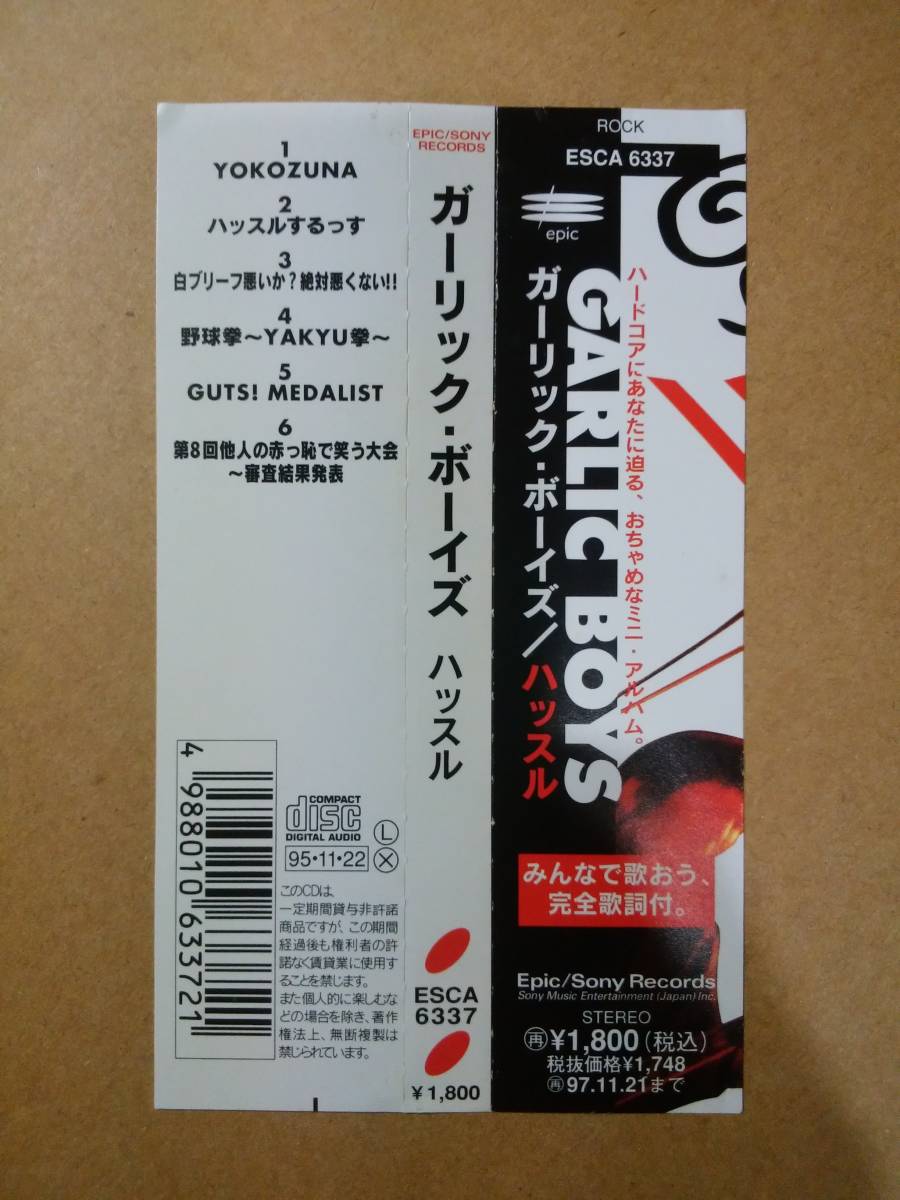 1
YOKOZUNA
2
ハッスルするっす
3
白ブリーフ悪いか?絶対悪くない!!
4
野球拳〜YAKYU拳〜
5
GUTS! MEDALIST
6
第8回他人の赤っ恥で笑う大会
〜審査結果発表
4 988010 633721
COMPACT
disc
DIGITAL AUDIO
95・11・22
L
X
このCDは、
一定期間貸与非許諾
商品ですが、この期間
経過後も権利者の許
諾なく賃貸業に使用す
ることを禁じます。
また個人的に楽しむな
どの場合を除き、著作
権法上、無断複製は
禁じられています。
EPIC/SONY
RECORDS
ガーリック・ボーイズ ハッスル
ESCA
6337
¥1,800
ROCK
ESCA 6337
epic
ハードコアにあなたに迫る、おちゃめなミニ・アルバム。
GARLIC BOYS
ガーリック・ボーイズ/ハッスル
みんなで歌おう、
完全歌詞付。
Epic/Sony Records
Sony Music Entertainment (Japan) Inc.
STEREO
再¥1,800(税込)
税抜価格¥1,748
再97.11.21まで